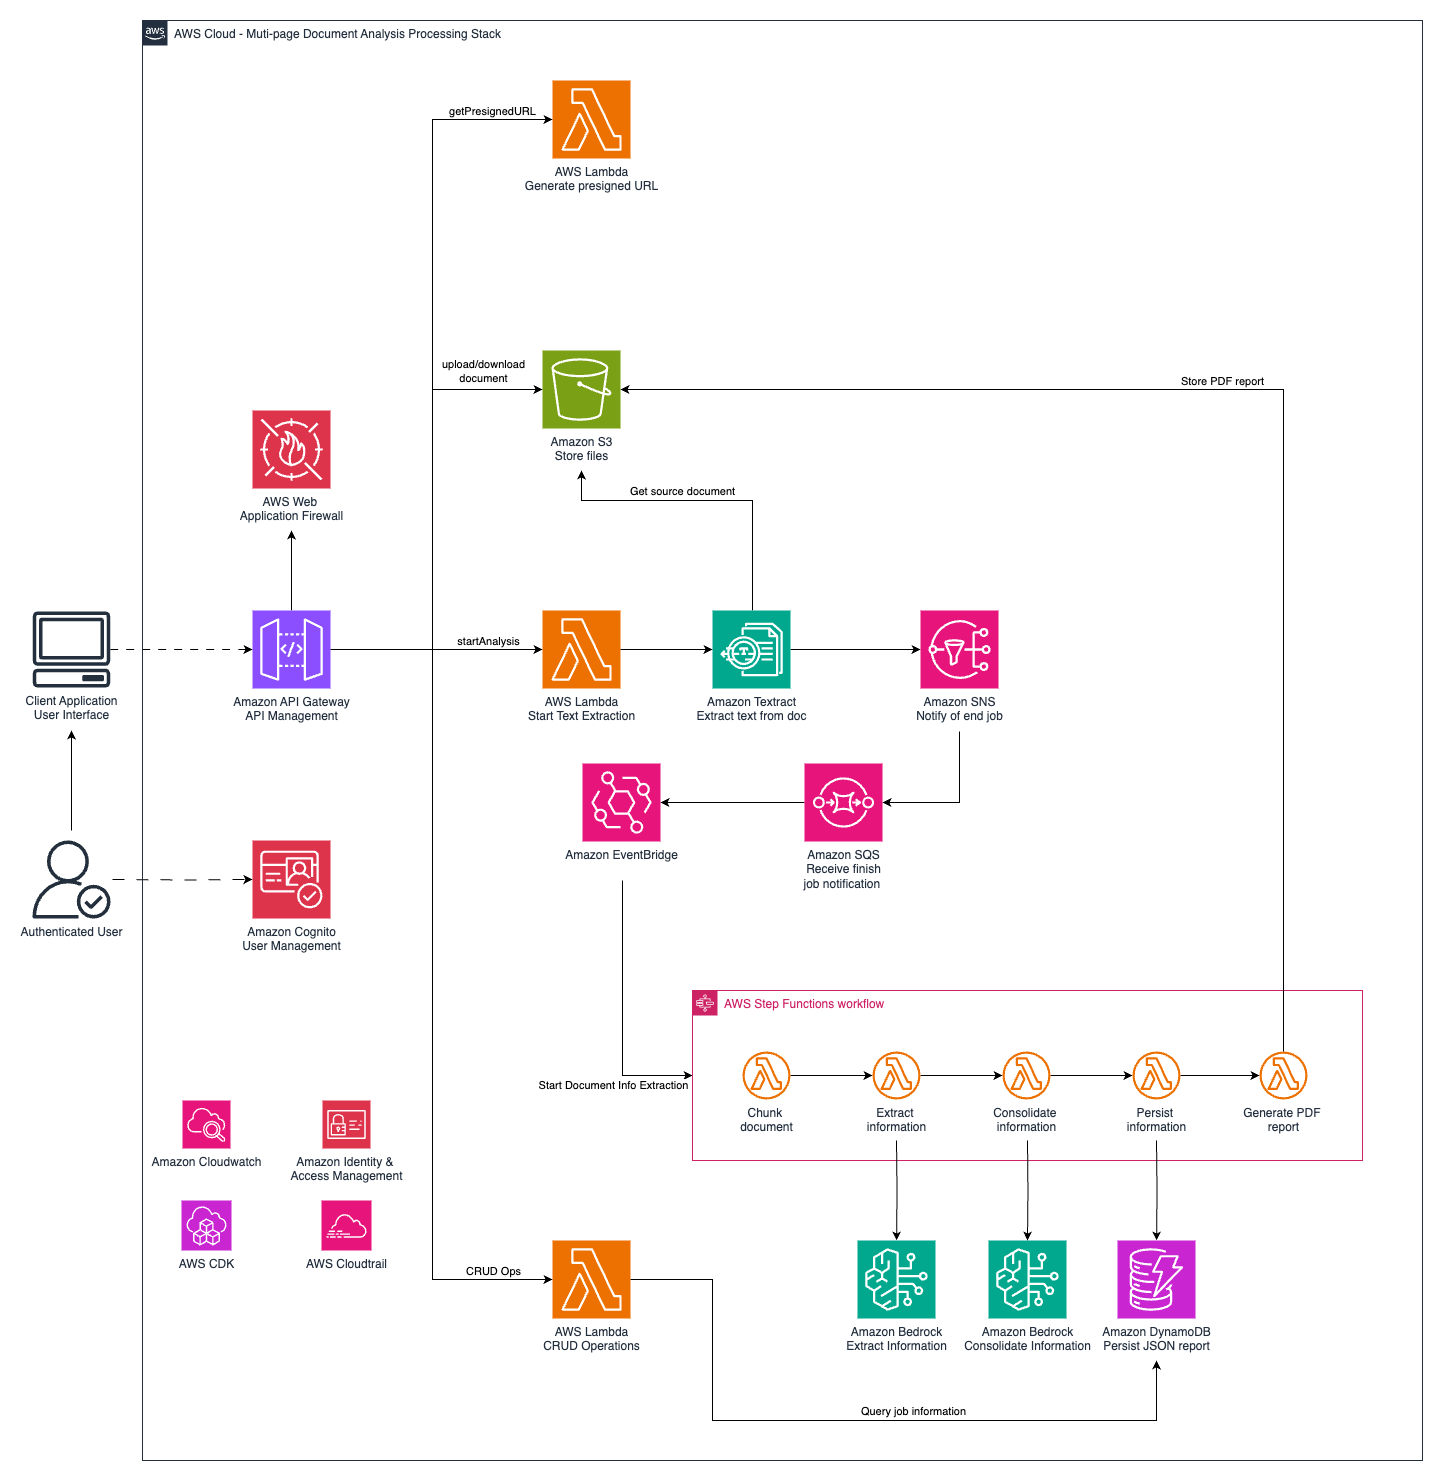 aws
AWS Cloud - Muti-page Document Analysis Processing Stack
getPresignedURL
AWS Lambda
Generate presigned URL
upload/download
document
Store PDF report
Amazon S3
Store files
Get source document
AWS Web
Application Firewall
startAnalysis
Client Application
User Interface
Amazon API Gateway
API Management
AWS Lambda
Start Text Extraction
Amazon Textract
Extract text from doc
Amazon SNS
Notify of end job
Amazon EventBridge
Amazon SQS
Receive finish
job notification
Authenticated User
Amazon Cognito
User Management
AWS Step Functions workflow
Start Document Info Extraction
Chunk
document
Extract
information
Consolidate
information
Persist
information
Generate PDF
report
Amazon Cloudwatch
Amazon Identity &
Access Management
AWS CDK
AWS Cloudtrail
CRUD Ops
AWS Lambda
CRUD Operations
Amazon Bedrock
Extract Information
Amazon Bedrock
Consolidate Information
Amazon DynamoDB
Persist JSON report
Query job information